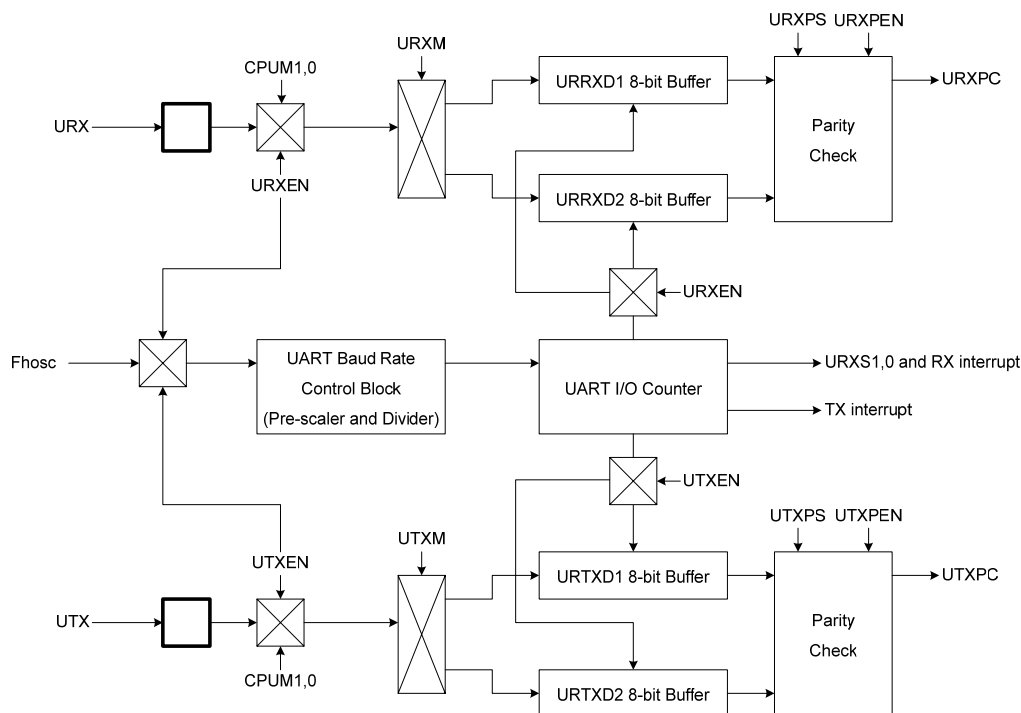 URXPS URXPEN
URXM
CPUM1,0
URRXD1 8-bit Buffer
URXPC
URX
Parity
Check
URXEN
URRXD2 8-bit Buffer
URXEN
Fhosc
UART Baud Rate
Control Block
(Pre-scaler and Divider)
UART I/O Counter
URXS1,0 and RX interrupt
TX interrupt
UTXEN
UTXPS UTXPEN
UTXM
UTXEN
URTXD1 8-bit Buffer
UTXPC
UTX
Parity
Check
CPUM1,0
URTXD2 8-bit Buffer